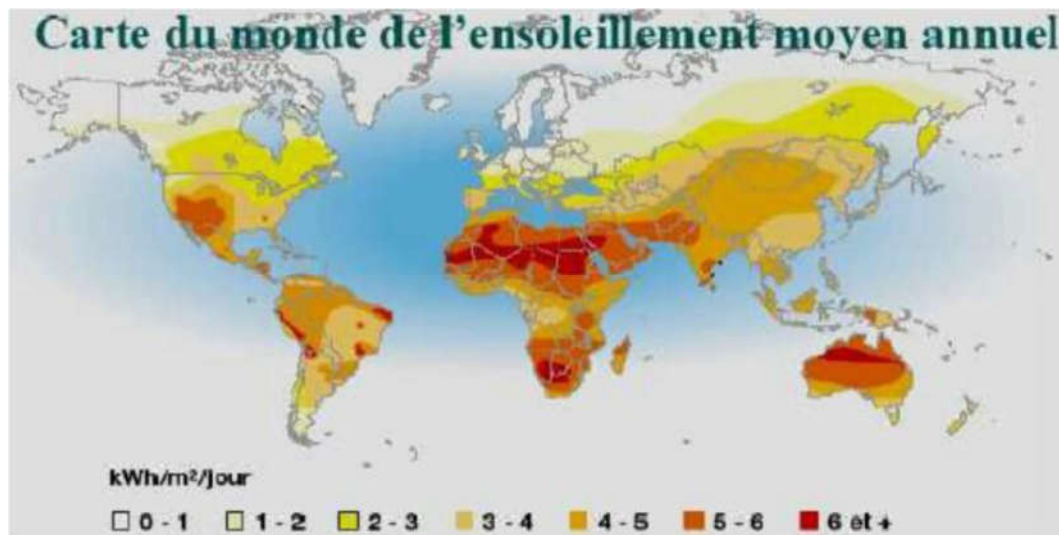 Carte du monde de l'ensoleillement moyen annuel
kWh/m²/jour
0 - 1 1 - 2 2 - 3 3 - 4 4 - 5 5 - 6 6 et +